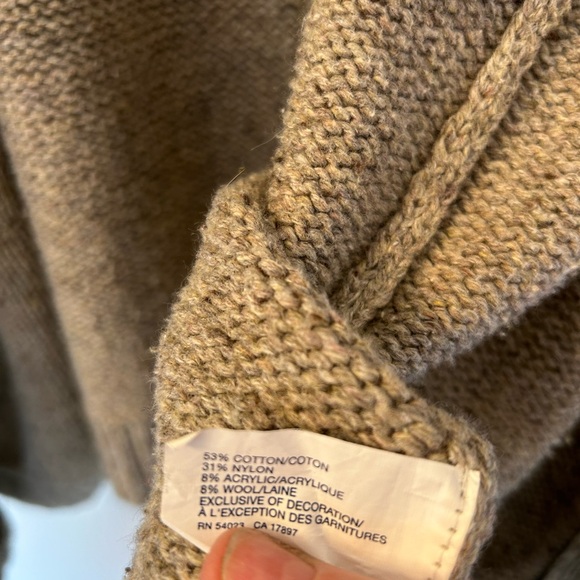 53% COTTON/COTON
31% NYLON
8% ACRYLIC/ACRYLIQUE
8% WOOL/LAINE
EXCLUSIVE OF DECORATION/
À L'EXCEPTION DES GARNITURES
RN 54023 CA 17897